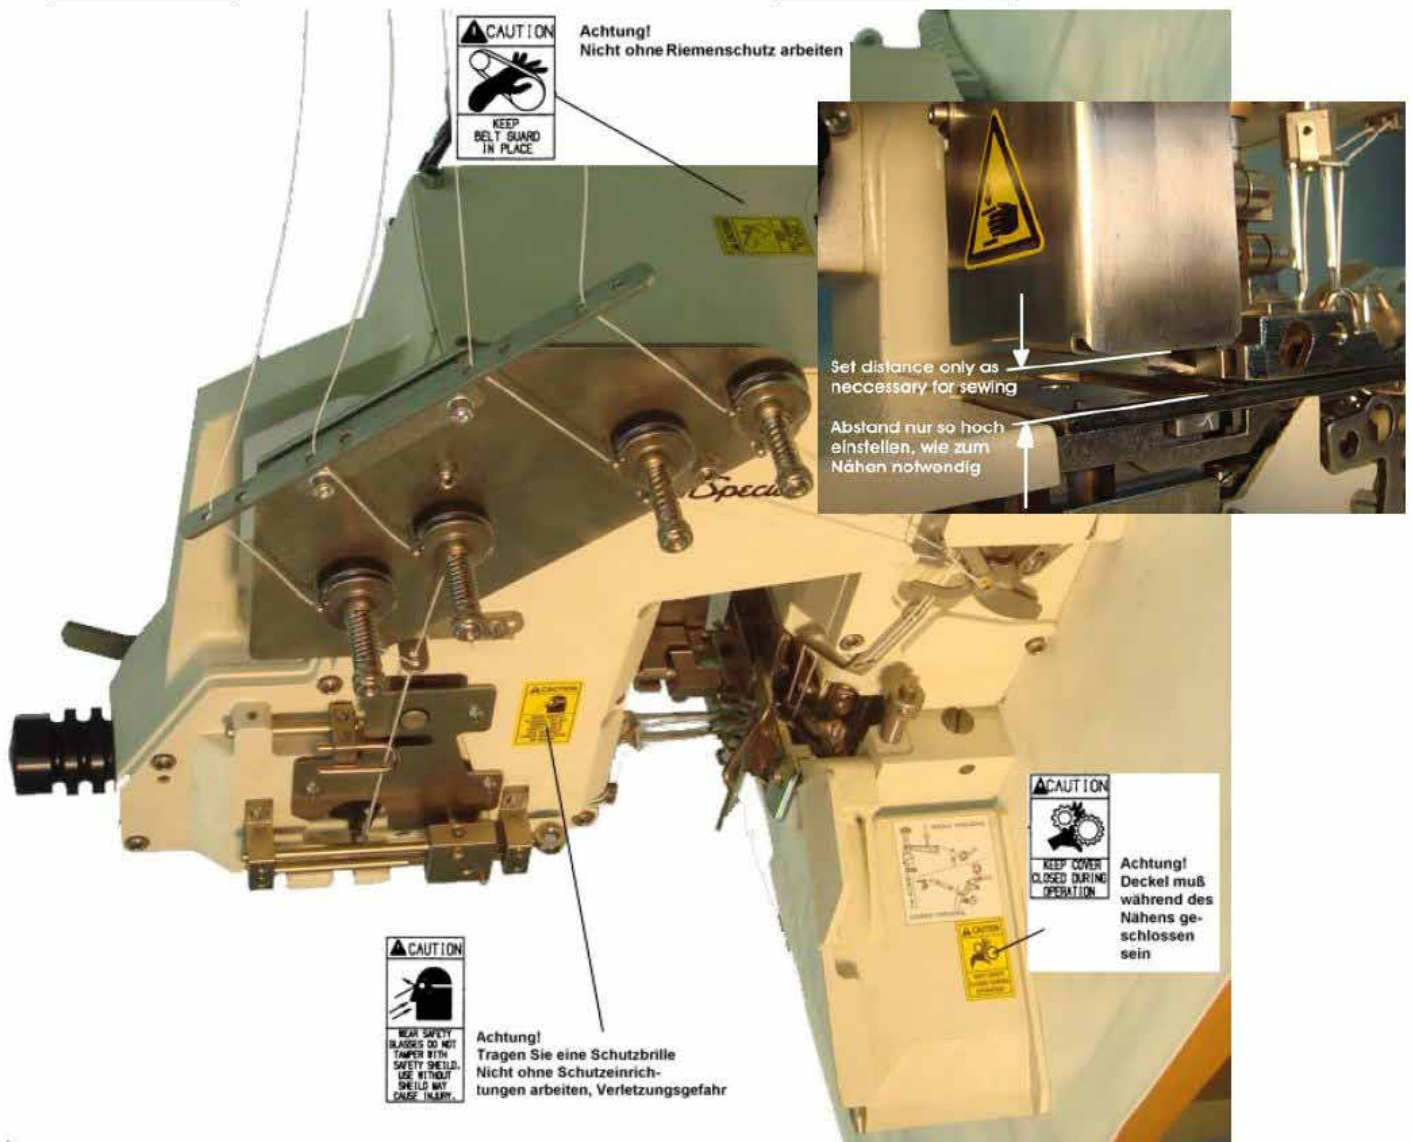 CAUTION
KEEP
BELT GUARD
IN PLACE
Achtung!
Nicht ohne Riemenschutz arbeiten
Set distance only as
neccessary for sewing
Abstand nur so hoch
einstellen, wie zum
Nähen notwendig
Special
CAUTION
CAUTION
KEEP COVER
CLOSED DURING
OPERATION
Achtung!
Deckel muß
während des
Nähens ge-
schlossen
sein
CAUTION
CAUTION
WEAR SAFETY
GLASSES DO NOT
TAMPER WITH
SAFETY SHEILD.
USE WITHOUT
SHEILD MAY
CAUSE INJURY.
Achtung!
Tragen Sie eine Schutzbrille
Nicht ohne Schutzeinrich-
tungen arbeiten, Verletzungsgefahr